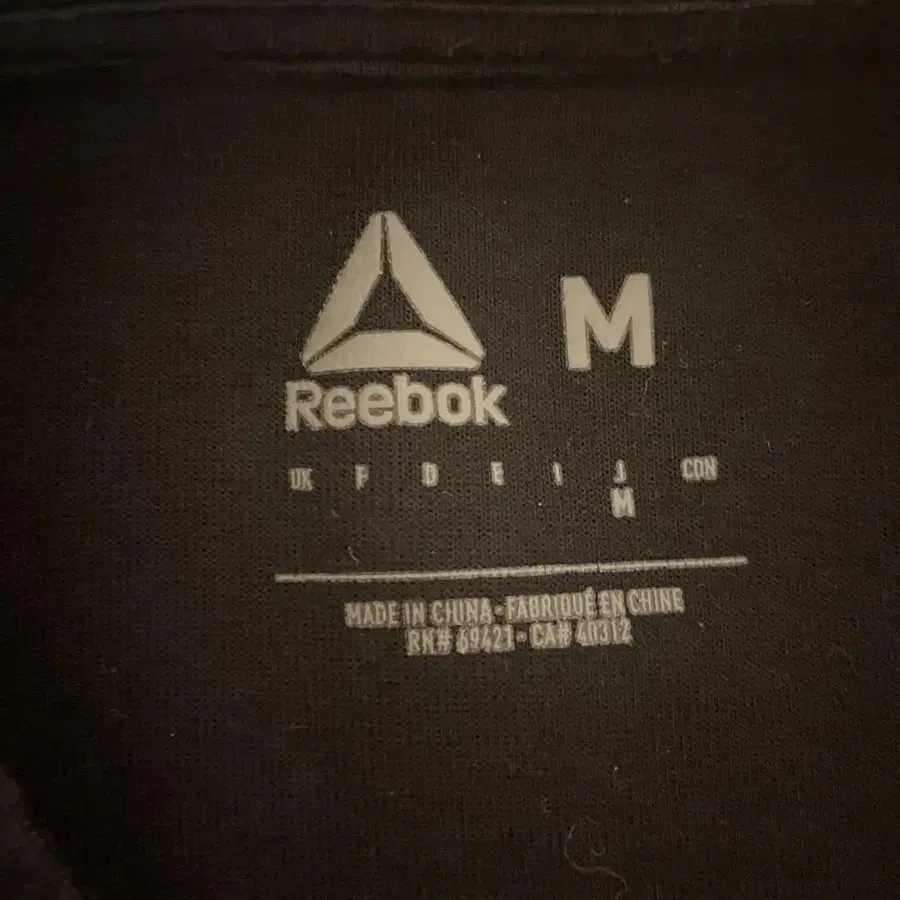 M
Reebok
UK F D E I J CDN
M
MADE IN CHINA · FABRIQUÉ EN CHINE
RN# 69421 · CA# 40312